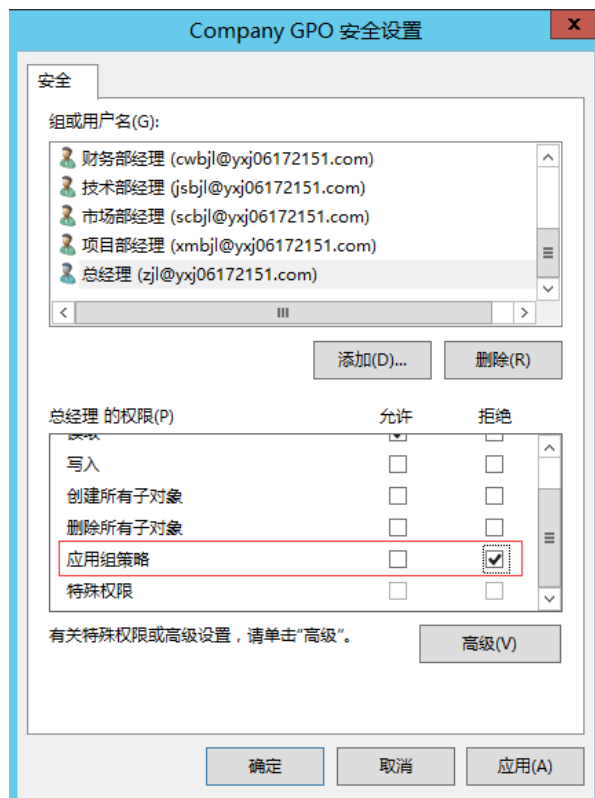 Company GPO 安全设置
安全
组或用户名(G):
财务部经理 (cwbjl@yxj06172151.com)
技术部经理 (jsbjl@yxj06172151.com)
市场部经理 (scbjl@yxj06172151.com)
项目部经理 (xmbjl@yxj06172151.com)
总经理 (zjl@yxj06172151.com)
添加(D)... 删除(R)
总经理 的权限(P) 允许 拒绝
读取
写入
创建所有子对象
删除所有子对象
应用组策略
特殊权限
有关特殊权限或高级设置，请单击"高级"。 高级(V)
确定 取消 应用(A)